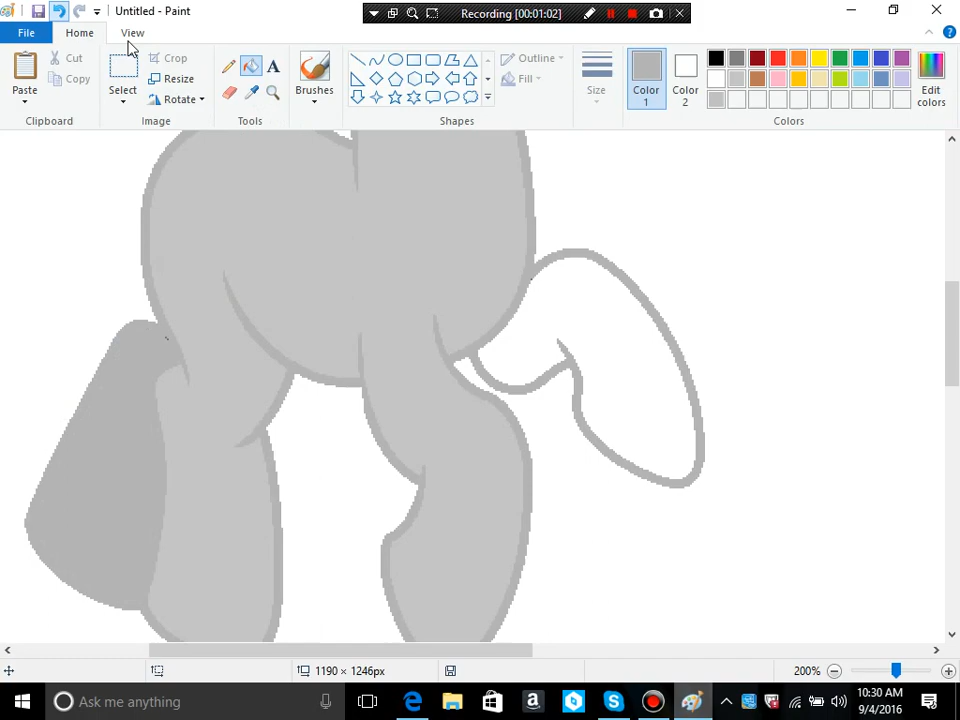 Untitled - Paint
Recording [00:01:02]
File
Home
View
Paste
Cut
Copy
Clipboard
Select
Crop
Resize
Rotate
Image
A
Tools
Brushes
Outline
Fill
Shapes
Size
Color
1
Color
2
Edit
colors
Colors
1190 × 1246px
200%
Ask me anything
a
10:30 AM
9/4/2016